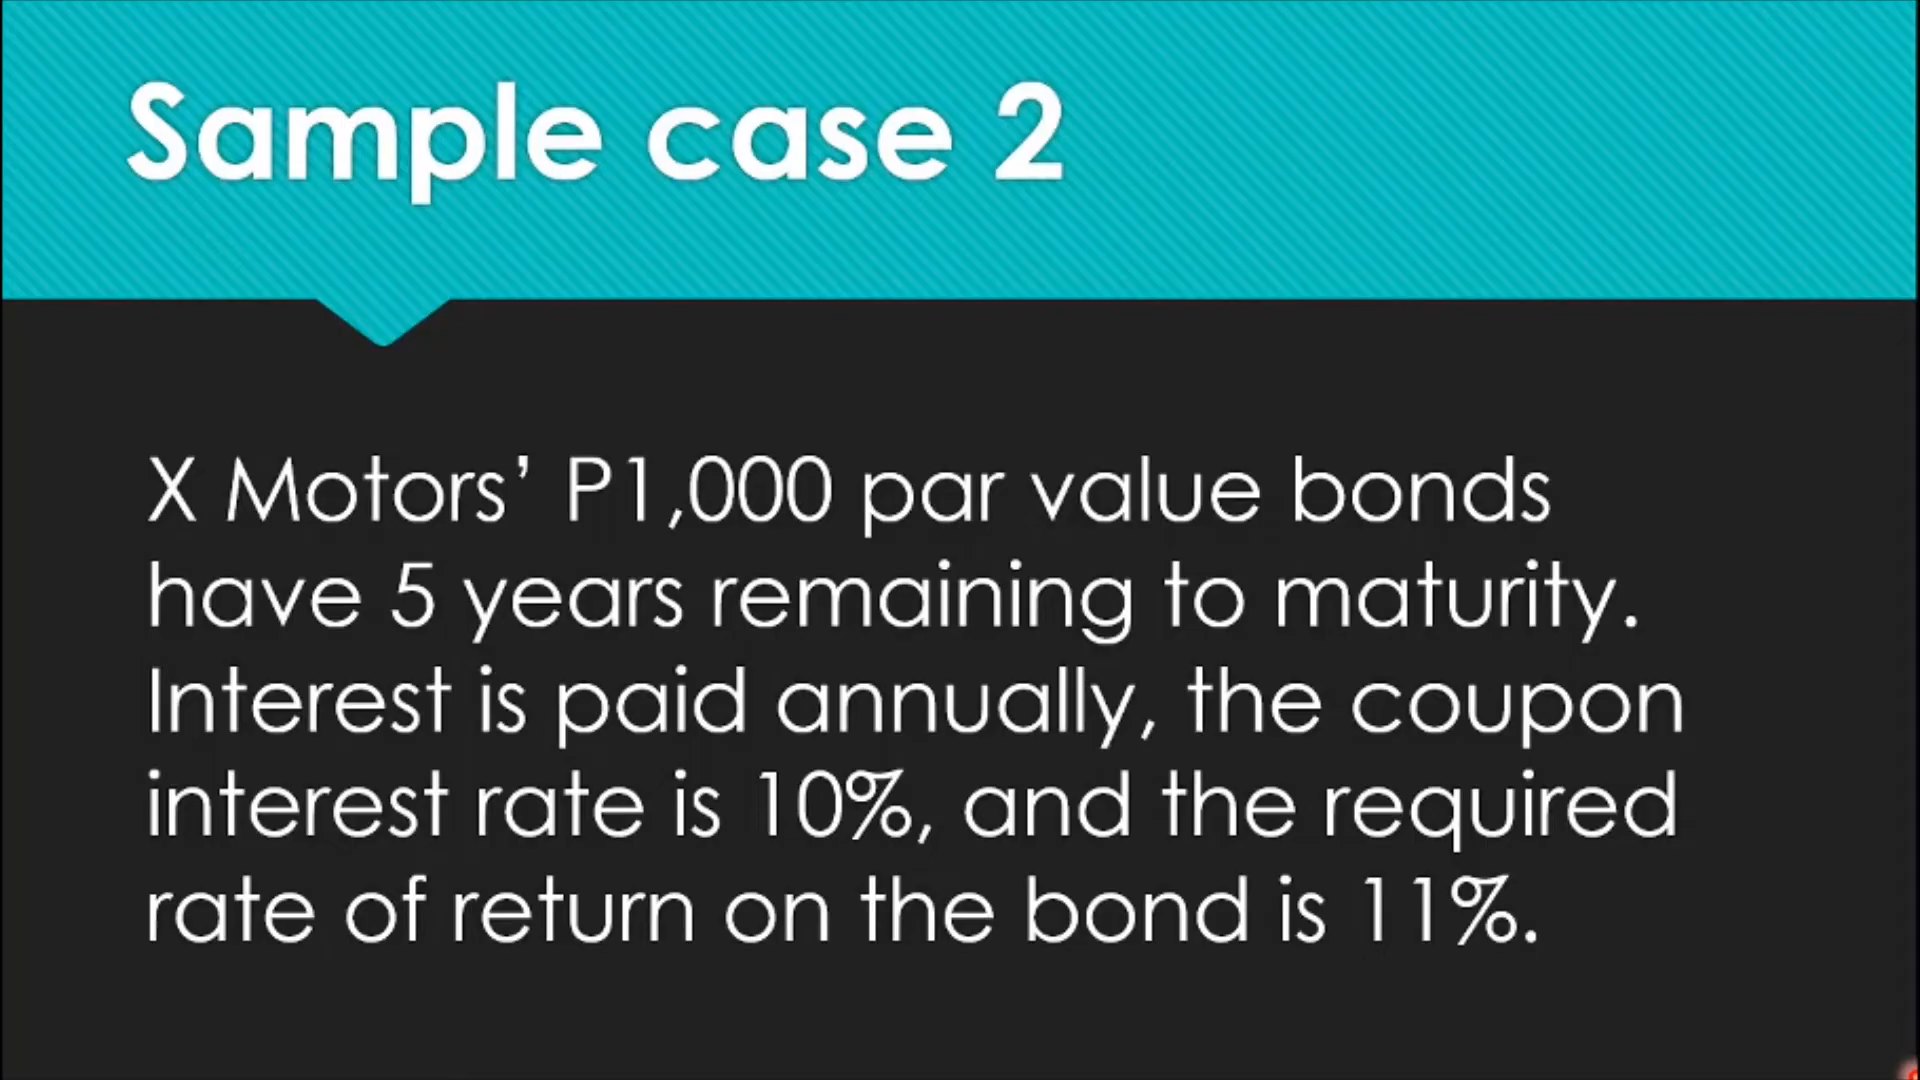 Sample case 2
X Motors’ P1,000 par value bonds
have 5 years remaining to maturity.
Interest is paid annually, the coupon
interest rate is 10%, and the required
rate of return on the bond is 11%.